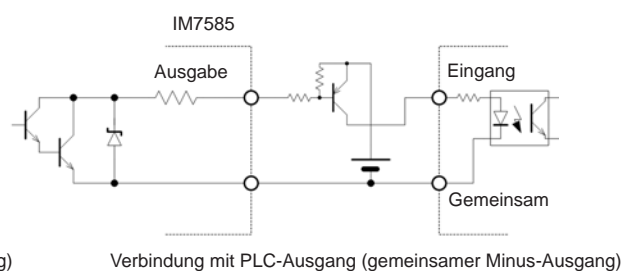 IM7585
Ausgabe
Eingang
Gemeinsam
g)
Verbindung mit PLC-Ausgang (gemeinsamer Minus-Ausgang)